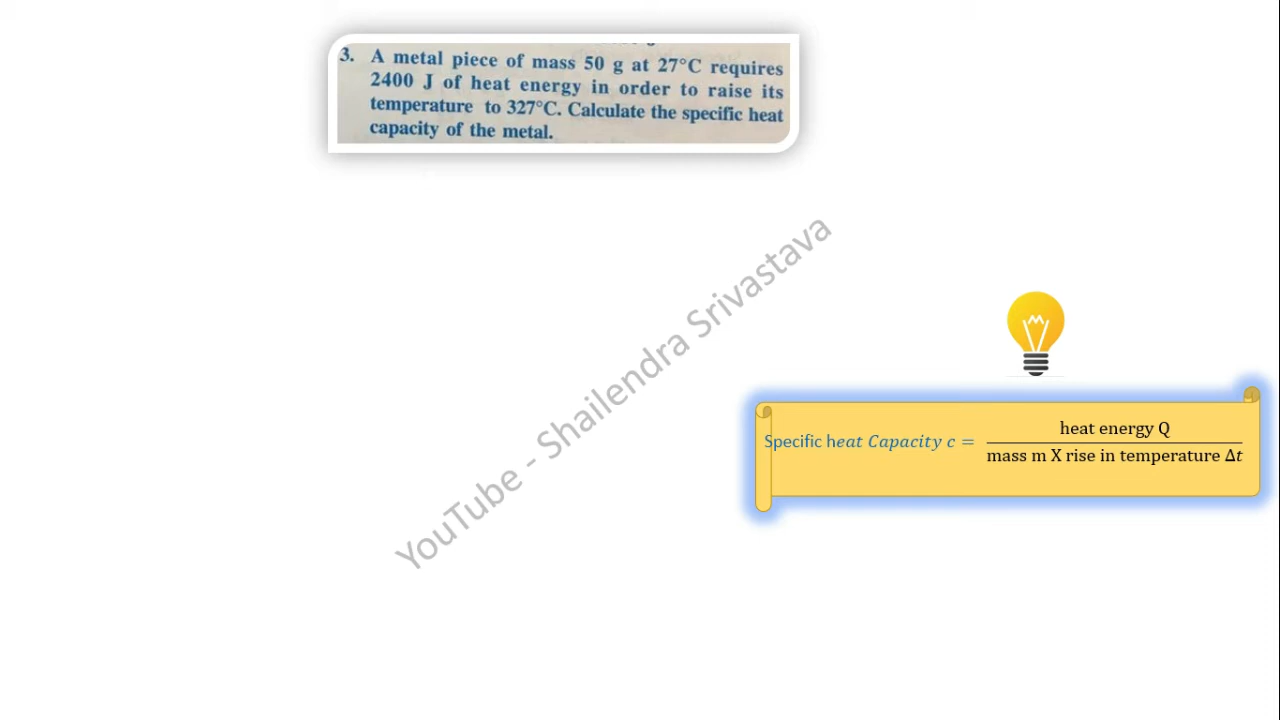 3. A metal piece of mass 50 g at 27°C requires
2400 J of heat energy in order to raise its
temperature to 327°C. Calculate the specific heat
capacity of the metal.
YouTube - Shailendra Srivastava
Specific heat Capacity c = heat energy Q
mass m X rise in temperature Δt